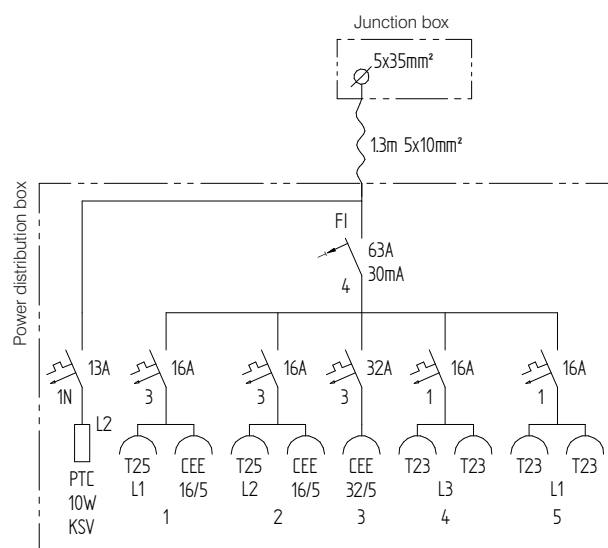 Junction box
5x35mm²
1.3m 5x10mm²
Power distribution box
FI
63A
30mA
4
13A
16A
16A
32A
16A
16A
1N
3
3
3
1
1
L2
PTC
10W
KSV
T25
CEE
T25
CEE
CEE
T23
T23
T23
T23
L1
16/5
L2
16/5
32/5
L3
L1
1
2
3
4
5